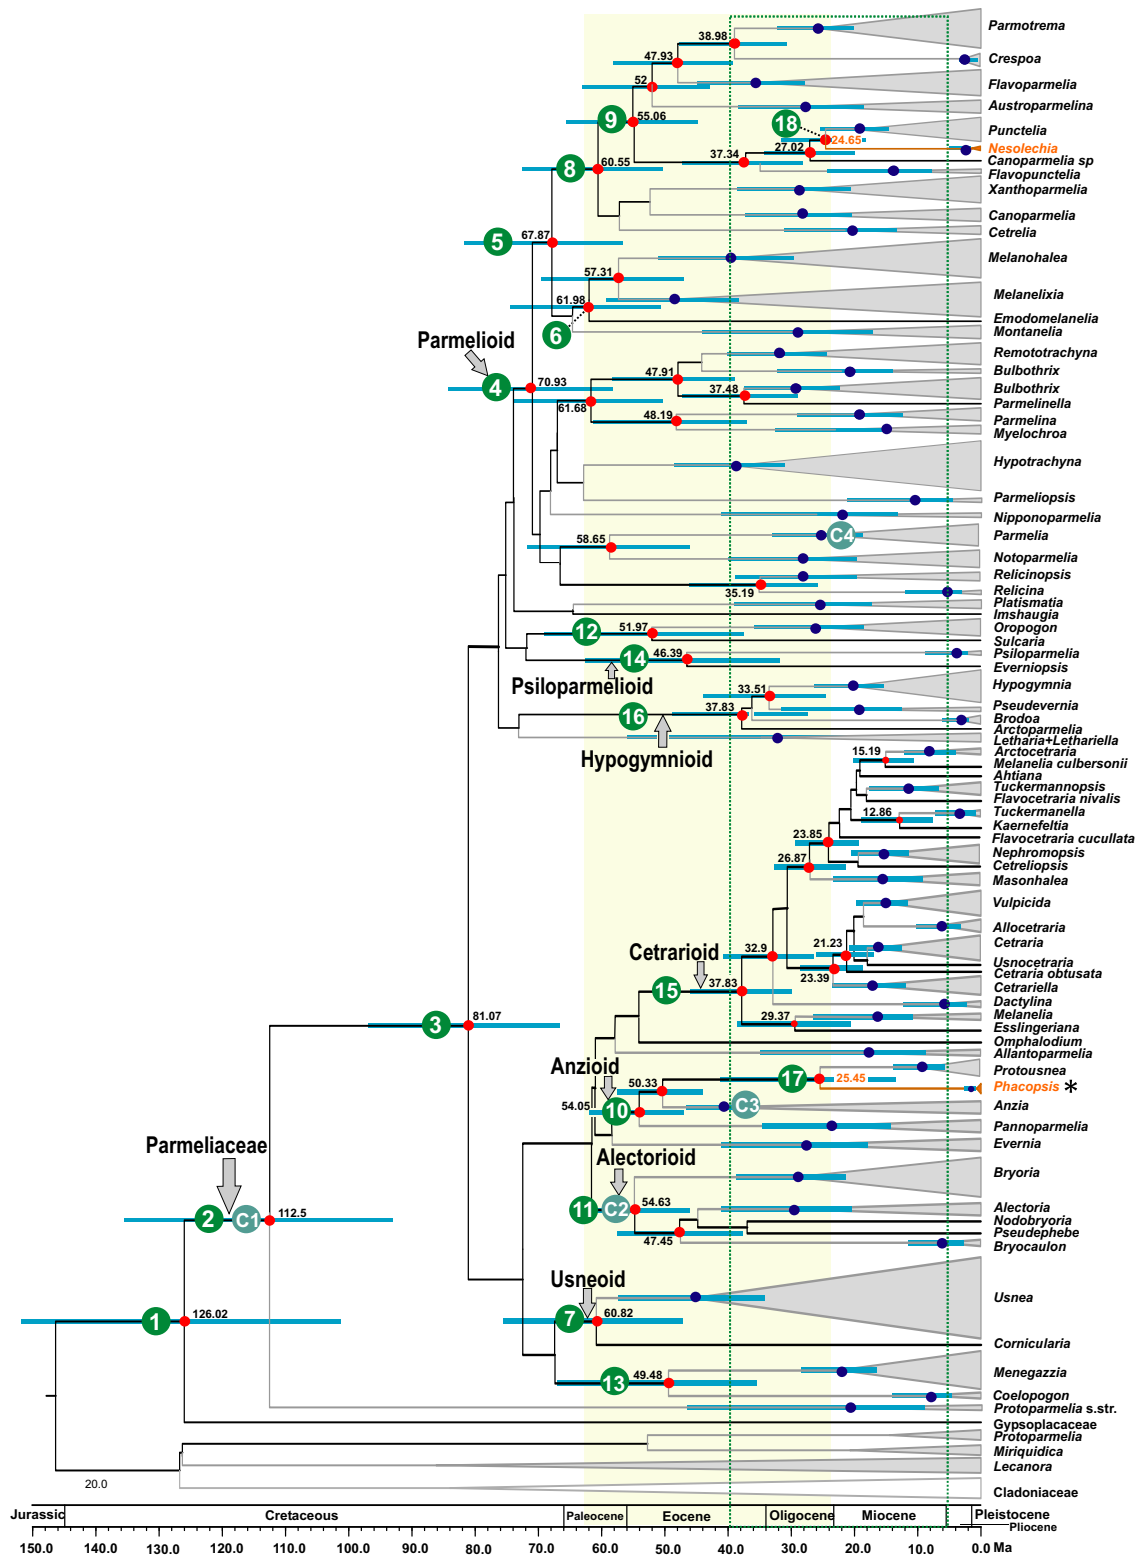 38.98
Parmotrema
47.93
Crespoa
52
Flavoparmelia
Austroparmelina
9
55.06
18
Punctelia
24.65
Nesolechia
27.02
37.34
Canoparmelia sp
8
60.55
Flavopunctelia
Xanthoparmelia
Canoparmelia
5
67.87
Cetrelia
Melanohalea
57.31
Melanelixia
61.98
Emodomelanelia
6
Montanelia
Parmelioid
Remototrachyna
47.91
Bulbothrix
4
70.93
37.48
Bulbothrix
61.68
Parmelinella
48.19
Parmelina
Myelochroa
Hypotrachyna
Parmeliopsis
Nipponoparmelia
C4
Parmelia
58.65
Notoparmelia
Relicinopsis
35.19
Relicina
Platismatia
Imshaugia
12
51.97
Oropogon
Sulcaria
14
46.39
Psiloparmelia
Everniopsis
Psiloparmelioid
33.51
Hypogymnia
16
37.83
Pseudevernia
Brodoa
Arctoparmelia
Hypogymnioid
Letharia+Lethariella
15.19
Arctocetraria
Melanelia culbersonii
Ahtiana
Tuckermannopsis
Flavocetraria nivalis
12.86
Tuckermanella
Kaernefeltia
23.85
Flavocetraria cucullata
26.87
Nephromopsis
Cetreliopsis
Masonhalea
Vulpicida
Allocetraria
Cetrarioid
32.9
21.23
Cetraria
Usnocetraria
23.39
Cetraria obtusata
15
37.83
Cetrariella
Dactylina
29.37
Melanelia
Esslingeriana
3
81.07
Omphalodium
Allantoparmelia
Anzioid
50.33
17
25.45
Protousnea
Phacopsis *
54.05
10
C3
Anzia
Pannoparmelia
Parmeliaceae
Alectorioid
Evernia
Bryoria
2
C1
112.5
11
C2
54.63
Alectoria
Nodobryoria
47.45
Pseudephebe
Bryocaulon
Usneoid
Usnea
1
126.02
7
60.82
Cornicularia
13
49.48
Menegazzia
Coelopogon
Protoparmelia s.str.
Gypsoplacaceae
Protoparmelia
Miriquidica
Lecanora
20.0
Cladoniaceae
Jurassic Cretaceous Paleocene Eocene Oligocene Miocene Pleistocene
Pliocene
150.0 140.0 130.0 120.0 110.0 100.0 90.0 80.0 70.0 60.0 50.0 40.0 30.0 20.0 10.0 0.0 Ma